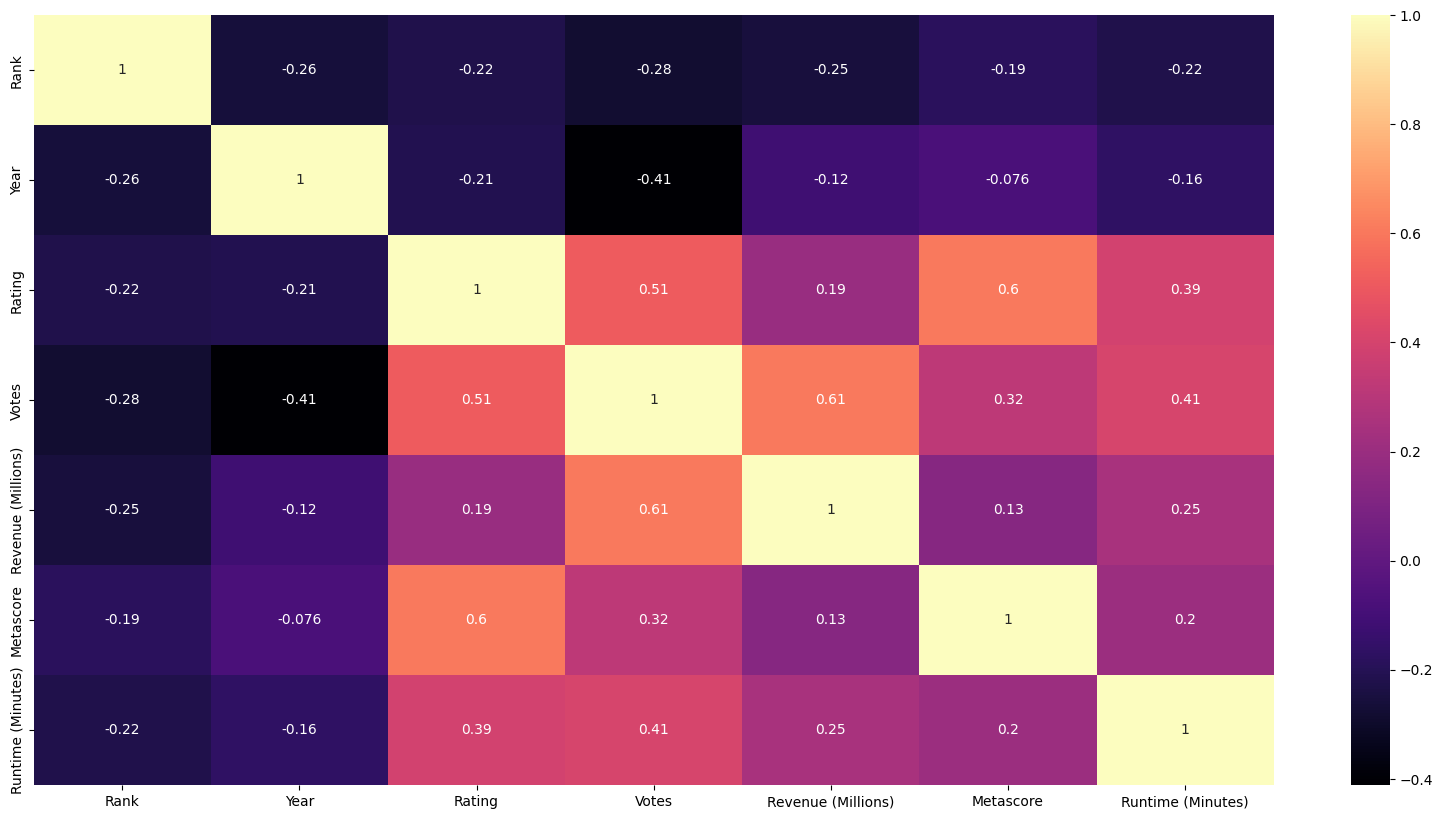 Rank 1 -0.26 -0.22 -0.28 -0.25 -0.19 -0.22
Year -0.26 1 -0.21 -0.41 -0.12 -0.076 -0.16
Rating -0.22 -0.21 1 0.51 0.19 0.6 0.39
Votes -0.28 -0.41 0.51 1 0.61 0.32 0.41
Revenue (Millions) -0.25 -0.12 0.19 0.61 1 0.13 0.25
Metascore -0.19 -0.076 0.6 0.32 0.13 1 0.2
Runtime (Minutes) -0.22 -0.16 0.39 0.41 0.25 0.2 1
Rank Year Rating Votes Revenue (Millions) Metascore Runtime (Minutes)
1.0
0.8
0.6
0.4
0.2
0.0
−0.2
−0.4